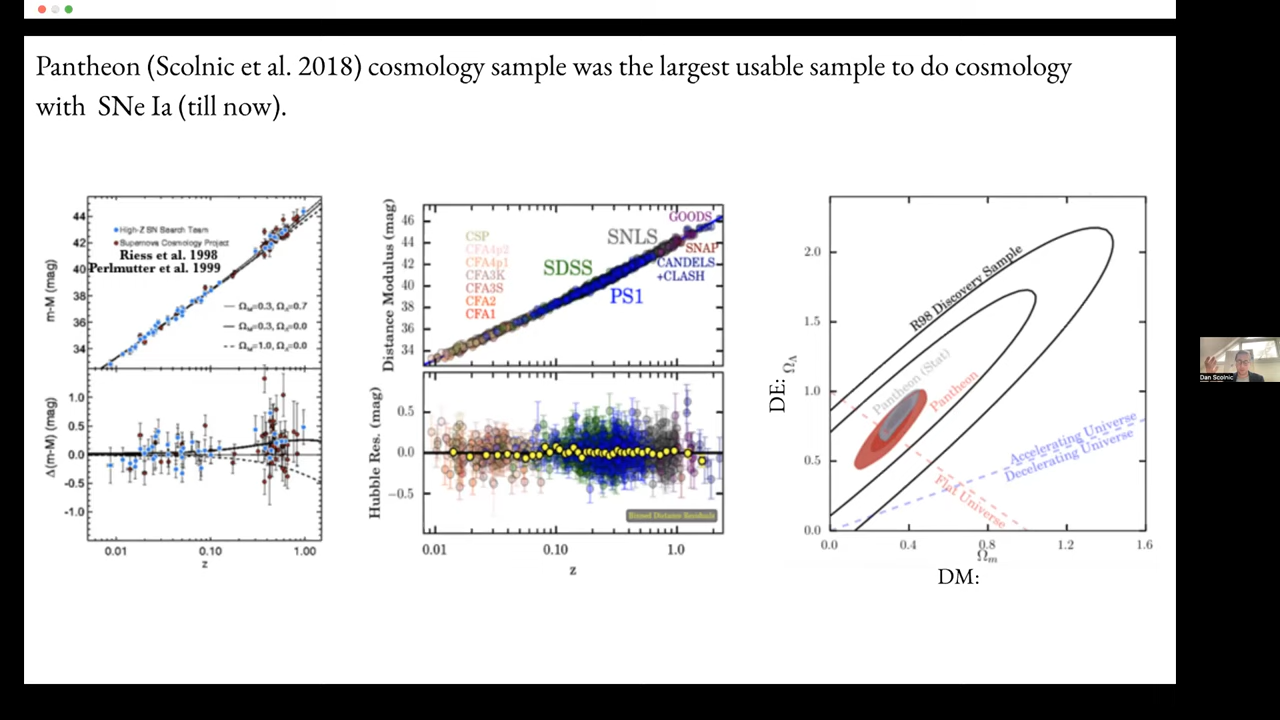 Pantheon (Scolnic et al. 2018) cosmology sample was the largest usable sample to do cosmology
with SNe Ia (till now).
m-M (mag)
44
42
40
38
36
34
High-Z SN Search Team
Supernova Cosmology Project
Riess et al. 1998
Perlmutter et al. 1999
ΩM=0.3, ΩΛ=0.7
ΩM=0.3, ΩΛ=0.0
ΩM=1.0, ΩΛ=0.0
Δ(m-M) (mag)
1.0
0.5
0.0
-0.5
-1.0
0.01
0.10
1.00
z
Distance Modulus (mag)
46
44
42
40
38
36
34
CSP
CFA4p2
CFA4p1
CFA3K
CFA3S
CFA2
CFA1
SDSS
SNLS
PS1
GOODS
SNAP
CANDELS
+CLASH
Hubble Res. (mag)
0.5
0.0
−0.5
Binned Distance Residuals
0.01
0.10
1.0
z
DE: ΩΛ
2.0
1.5
1.0
0.5
0.0
R98 Discovery Sample
Pantheon (Stat)
Pantheon
Accelerating Universe
Decelerating Universe
Flat Universe
0.0
0.4
0.8
1.2
1.6
Ωm
DM:
Dan Scolnic